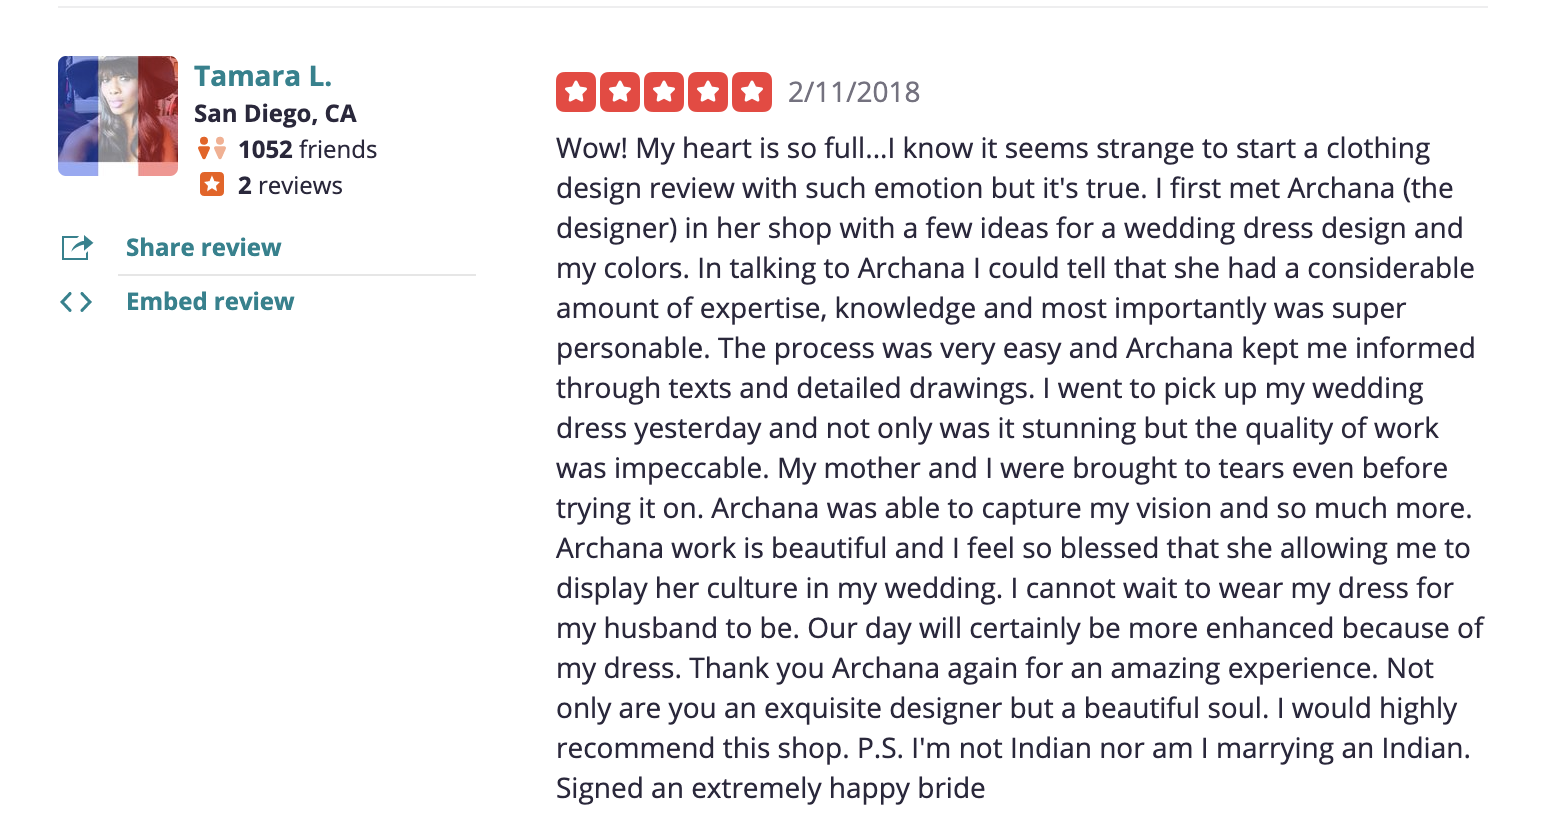 Tamara L.
San Diego, CA
1052 friends
2 reviews
Share review
Embed review
2/11/2018
Wow! My heart is so full...I know it seems strange to start a clothing
design review with such emotion but it's true. I first met Archana (the
designer) in her shop with a few ideas for a wedding dress design and
my colors. In talking to Archana I could tell that she had a considerable
amount of expertise, knowledge and most importantly was super
personable. The process was very easy and Archana kept me informed
through texts and detailed drawings. I went to pick up my wedding
dress yesterday and not only was it stunning but the quality of work
was impeccable. My mother and I were brought to tears even before
trying it on. Archana was able to capture my vision and so much more.
Archana work is beautiful and I feel so blessed that she allowing me to
display her culture in my wedding. I cannot wait to wear my dress for
my husband to be. Our day will certainly be more enhanced because of
my dress. Thank you Archana again for an amazing experience. Not
only are you an exquisite designer but a beautiful soul. I would highly
recommend this shop. P.S. I'm not Indian nor am I marrying an Indian.
Signed an extremely happy bride